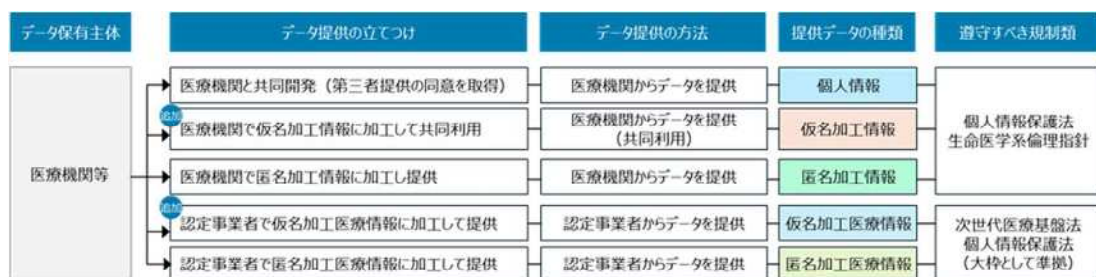 データ保有主体
データ提供の立てつけ
データ提供の方法
提供データの種類
遵守すべき規制類
医療機関等
医療機関と共同開発（第三者提供の同意を取得）
医療機関からデータを提供
個人情報
追加
医療機関で仮名加工情報に加工して共同利用
医療機関からデータを提供
（共同利用）
仮名加工情報
医療機関で匿名加工情報に加工し提供
医療機関からデータを提供
匿名加工情報
個人情報保護法
生命医学系倫理指針
追加
認定事業者で仮名加工医療情報に加工して提供
認定事業者からデータを提供
仮名加工医療情報
認定事業者で匿名加工医療情報に加工して提供
認定事業者からデータを提供
匿名加工医療情報
次世代医療基盤法
個人情報保護法
（大枠として準拠）